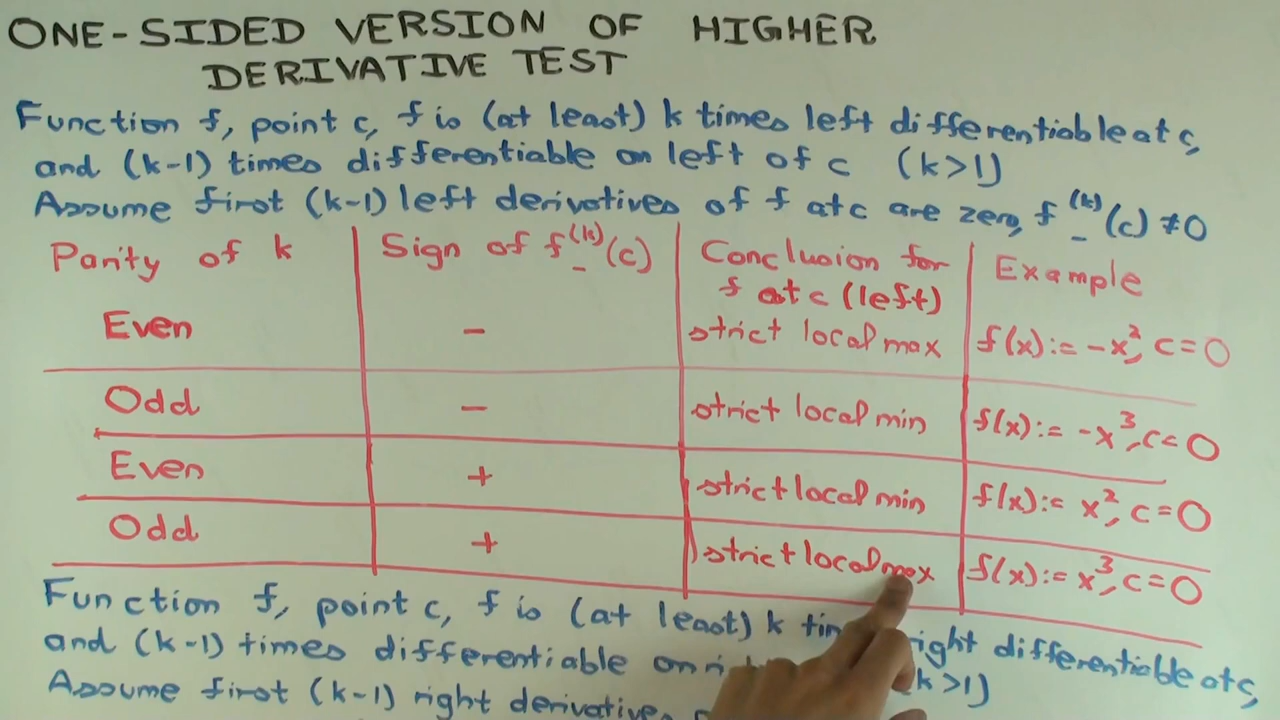 ONE-SIDED VERSION OF HIGHER
DERIVATIVE TEST
Function f, point c, f is (at least) k times left differentiable at c,
and (k-1) times differentiable on left of c (k>1)
Assume first (k-1) left derivatives of f at c are zero, f_-^(k)(c) ≠ 0
Parity of k | Sign of f_-^(k)(c) | Conclusion for f at c (left) | Example
Even | - | strict local max | f(x):= -x², c=0
Odd | - | strict local min | f(x):= -x³, c=0
Even | + | strict local min | f(x):= x², c=0
Odd | + | strict local max | f(x):= x³, c=0
Function f, point c, f is (at least) k right differentiable at c,
and (k-1) times differentiable on (k>1)
Assume first (k-1) right